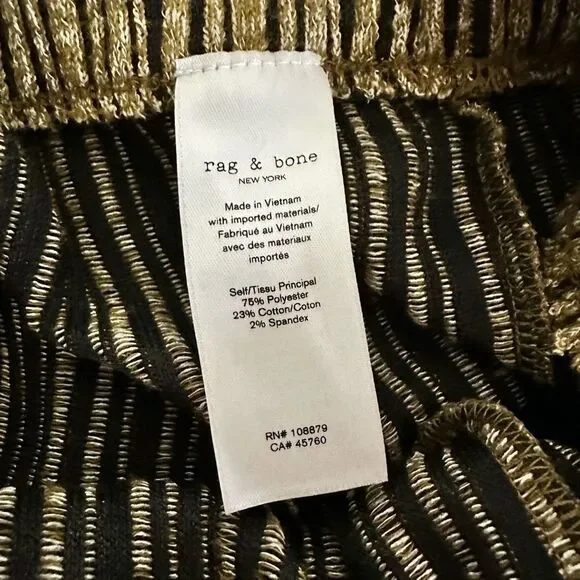 rag & bone
NEW YORK
Made in Vietnam
with imported materials/
Fabriqué au Vietnam
avec des materiaux
importés
Self/Tissu Principal
75% Polyester
23% Cotton/Coton
2% Spandex
RN# 108879
CA# 45760